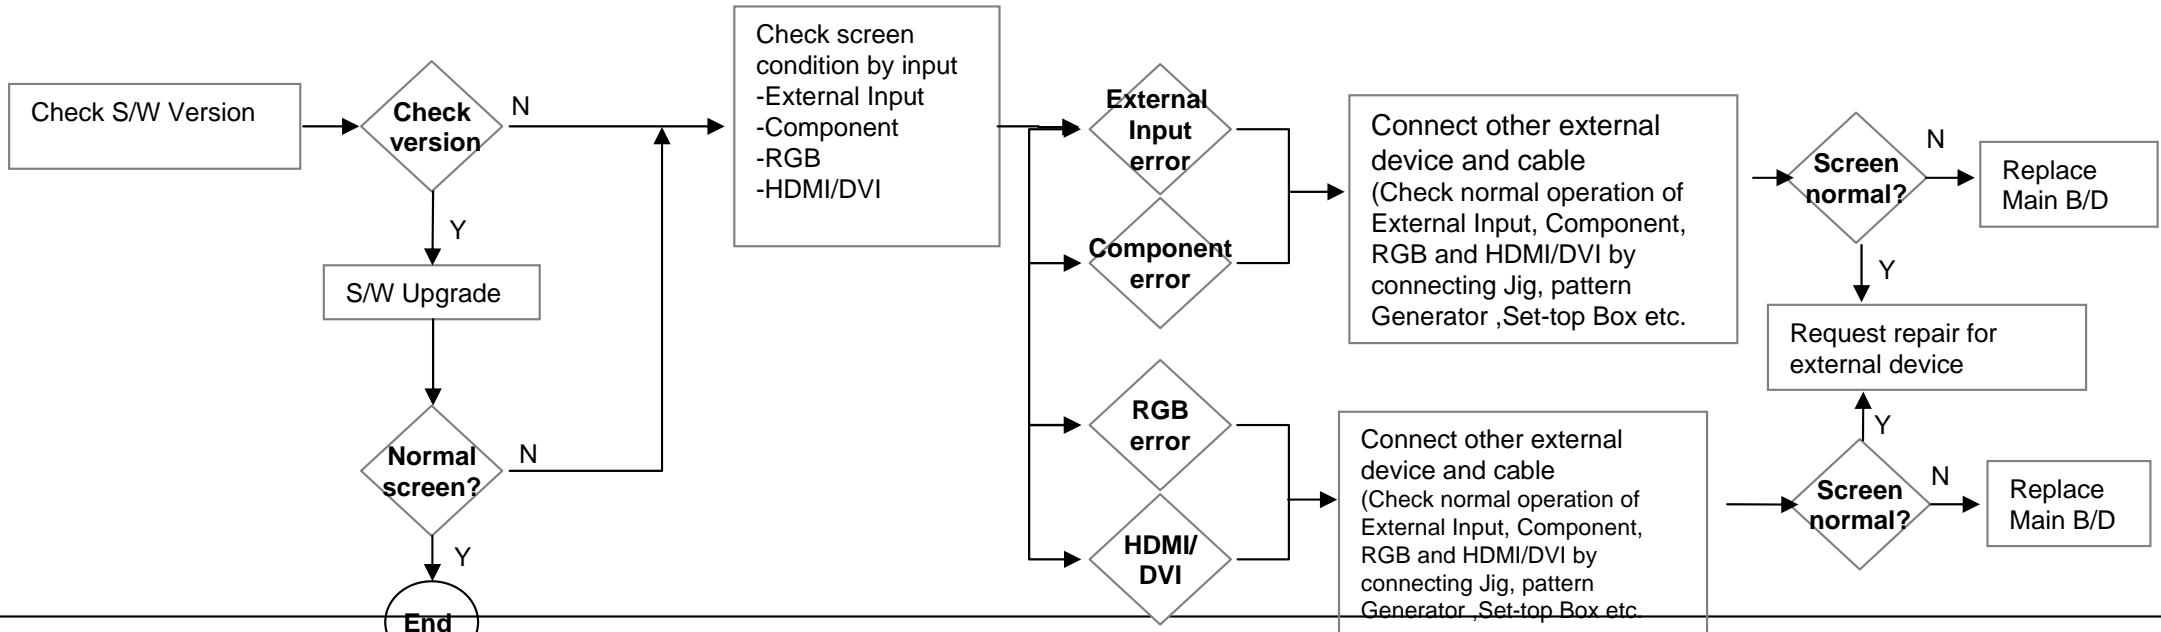 Check S/W Version
Check
version
N
Y
S/W Upgrade
Normal
screen?
N
Y
End
Check screen
condition by input
-External Input
-Component
-RGB
-HDMI/DVI
External
Input
error
Component
error
RGB
error
HDMI/
DVI
Connect other external
device and cable
(Check normal operation of
External Input, Component,
RGB and HDMI/DVI by
connecting Jig, pattern
Generator ,Set-top Box etc.
Connect other external
device and cable
(Check normal operation of
External Input, Component,
RGB and HDMI/DVI by
connecting Jig, pattern
Generator ,Set-top Box etc.
Screen
normal?
N
Replace
Main B/D
Y
Request repair for
external device
Y
Screen
normal?
N
Replace
Main B/D